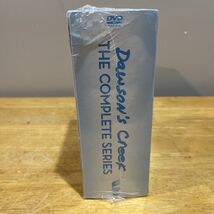 DVD
Dawson's Creek
THE COMPLETE SERIES